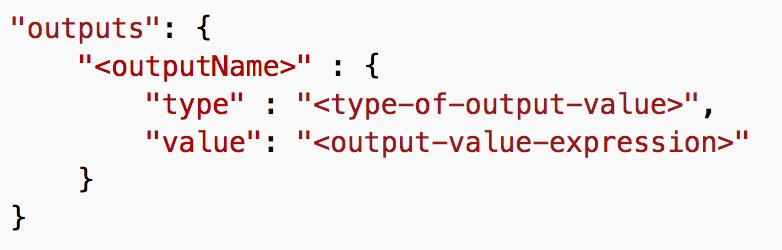 "outputs": {
    "<outputName>" : {
        "type" : "<type-of-output-value>",
        "value": "<output-value-expression>"
    }
}